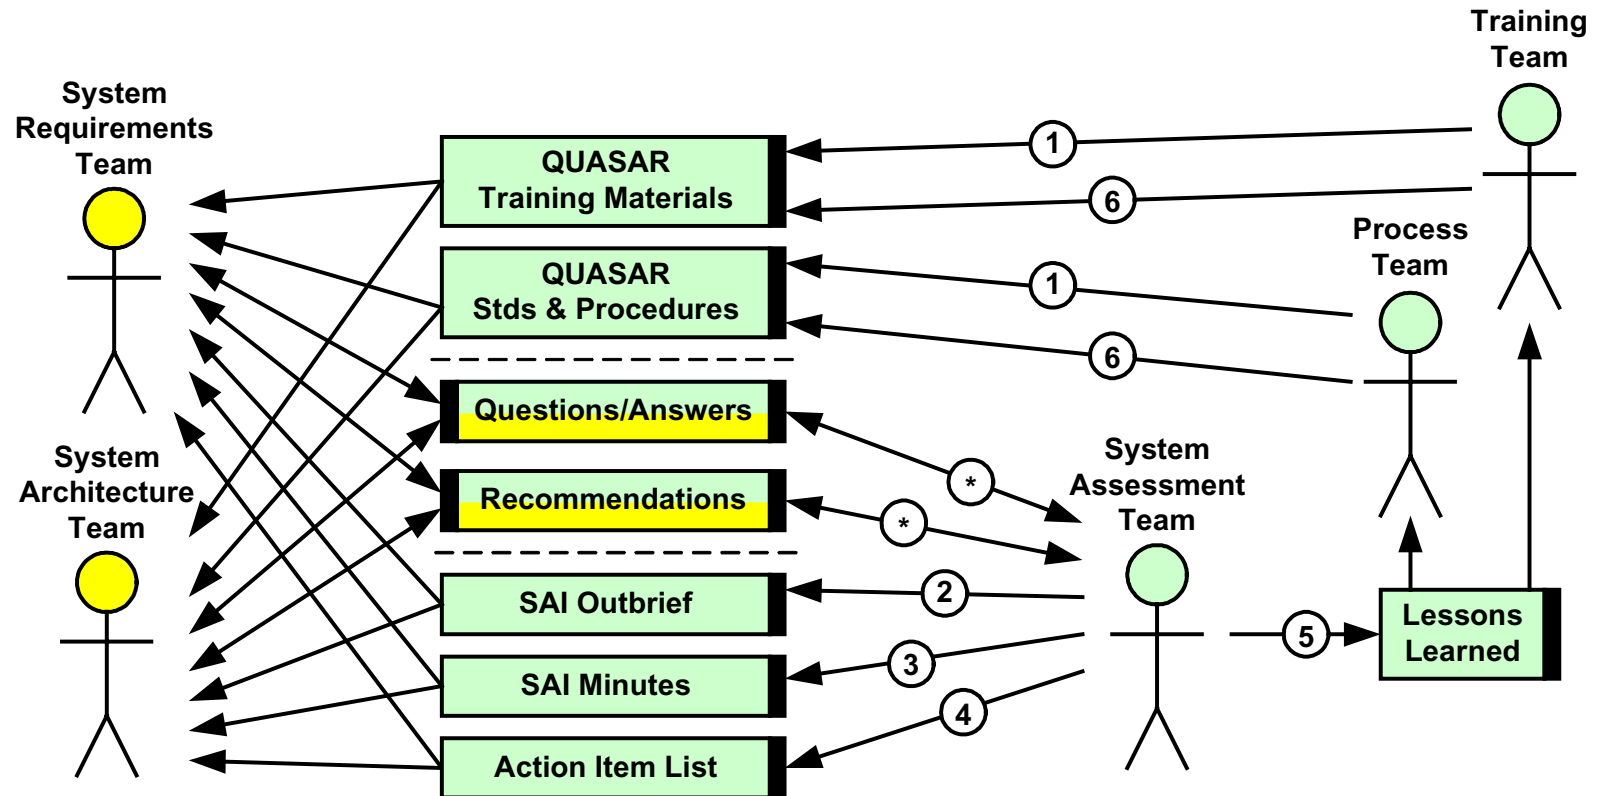 Training
Team
System
Requirements
Team
QUASAR
Training Materials
1
6
Process
Team
QUASAR
Stds & Procedures
1
6
Questions/Answers
*
System
Architecture
Team
Recommendations
*
System
Assessment
Team
SAI Outbrief
2
SAI Minutes
3
Action Item List
4
5
Lessons
Learned